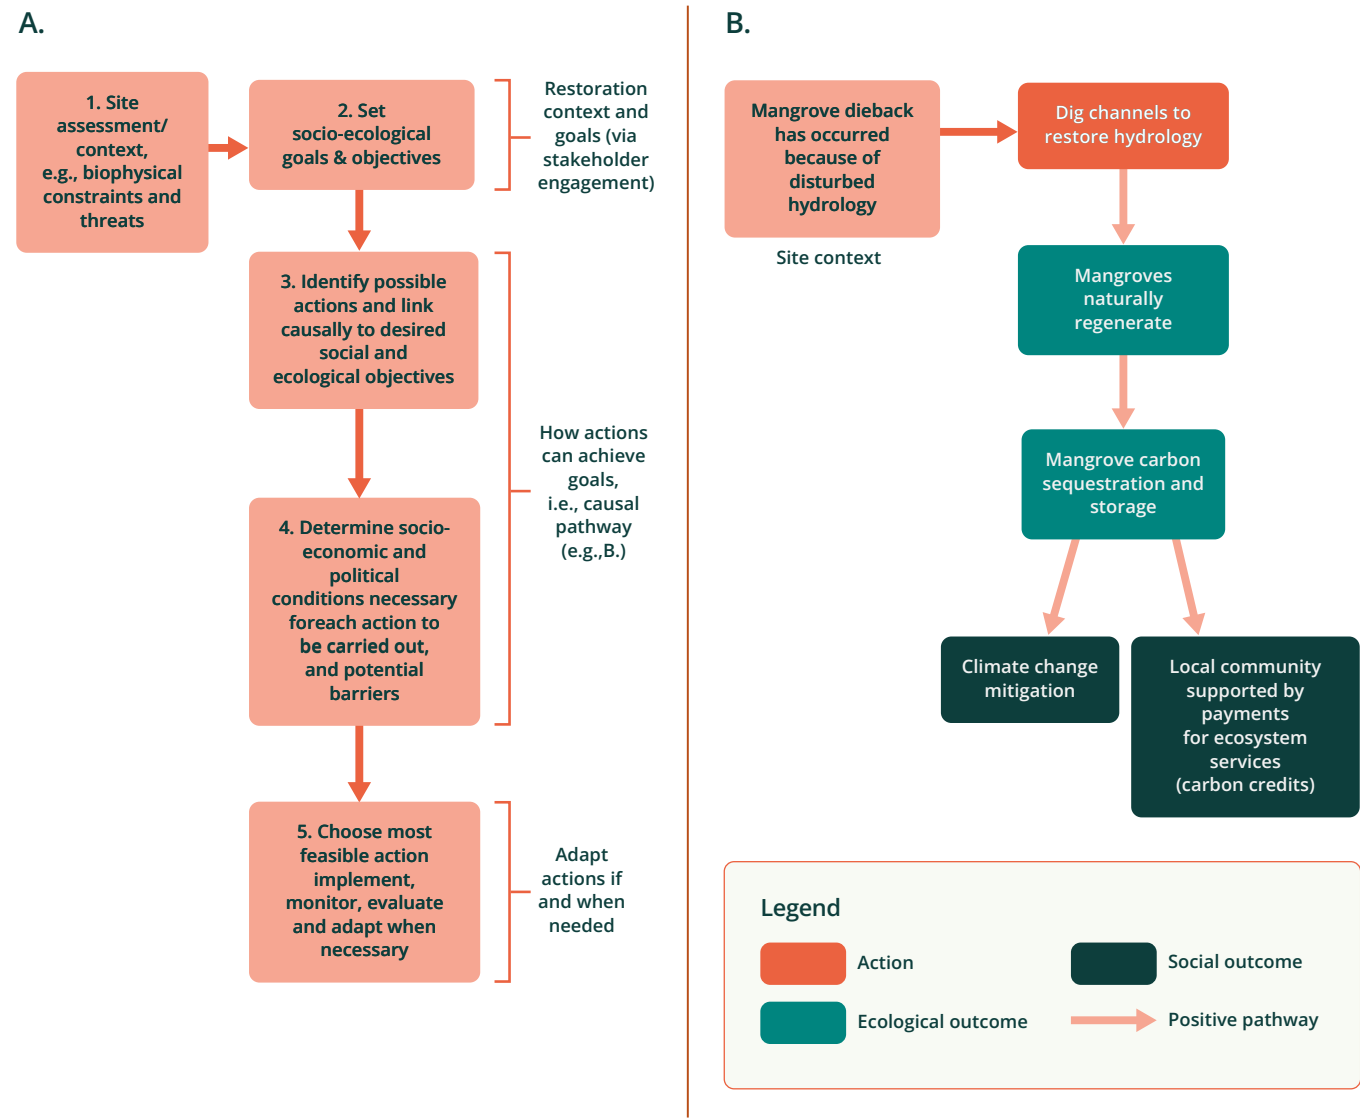 A.
1. Site
assessment/
context,
e.g., biophysical
constraints and
threats
2. Set
socio-ecological
goals & objectives
Restoration
context and
goals (via
stakeholder
engagement)
3. Identify possible
actions and link
causally to desired
social and
ecological objectives
4. Determine socio-
economic and
political
conditions necessary
foreach action to
be carried out,
and potential
barriers
How actions
can achieve
goals,
i.e., causal
pathway
(e.g.,B.)
5. Choose most
feasible action
implement,
monitor, evaluate
and adapt when
necessary
Adapt
actions if
and when
needed
B.
Mangrove dieback
has occurred
because of
disturbed
hydrology
Site context
Dig channels to
restore hydrology
Mangroves
naturally
regenerate
Mangrove carbon
sequestration and
storage
Climate change
mitigation
Local community
supported by
payments
for ecosystem
services
(carbon credits)
Legend
Action
Social outcome
Ecological outcome
Positive pathway